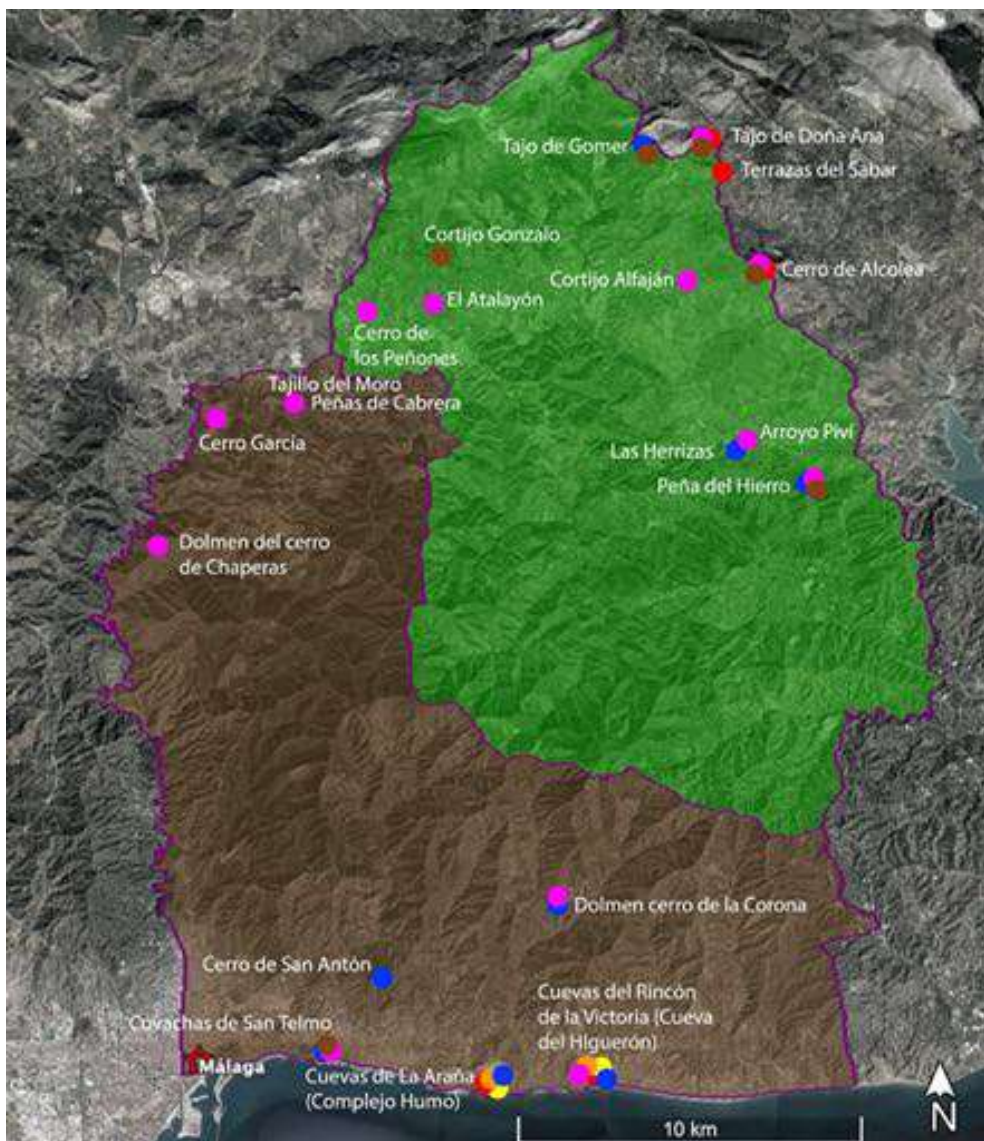 Tajo de Gomer
Tajo de Doña Ana
Terrazas del Sábar
Cortijo Gonzalo
Cortijo Alfaján
Cerro de Alcolea
El Atalayón
Cerro de
los Peñones
Tajillo del Moro
Peñas de Cabrera
Cerro García
Arroyo Piví
Las Herrizas
Peña del Hierro
Dolmen del cerro
de Chaperas
Dolmen cerro de la Corona
Cerro de San Antón
Cuevas del Rincón
de la Victoria (Cueva
del HIguerón)
Covachas de San Telmo
Málaga
Cuevas de La Araña
(Complejo Humo)
N
10 km